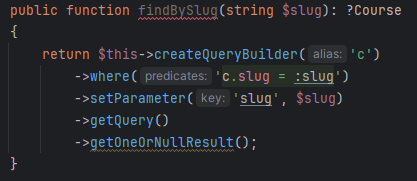 public function findBySlug(string $slug): ?Course
{
return $this->createQueryBuilder( alias: 'c')
->where( predicates: 'c.slug = :slug')
->setParameter( key: 'slug', $slug)
->getQuery()
->getOneOrNullResult();
}